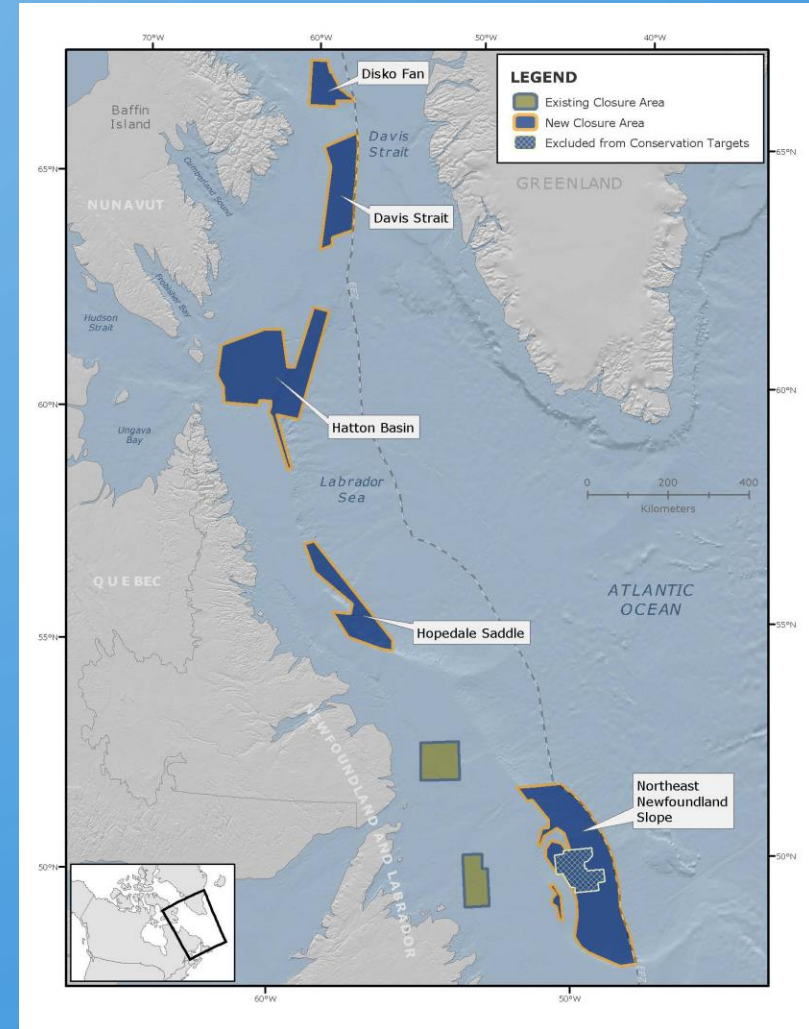 70°W
60°W
50°W
40°W
LEGEND
Existing Closure Area
New Closure Area
Excluded from Conservation Targets
Disko Fan
Baffin
Island
Davis
Strait
65°N
65°N
Cumberland Sound
GREENLAND
NUNAVUT
Davis Strait
Frobisher Bay
EEZ
Hudson
Strait
60°N
60°N
Hatton Basin
Ungava
Bay
Labrador
Sea
0 200 400
Kilometers
QUEBEC
ATLANTIC
OCEAN
Hopedale Saddle
55°N
55°N
NEWFOUNDLAND AND LABRADOR
Northeast
Newfoundland
Slope
50°N
50°N
EEZ
60°W
50°W